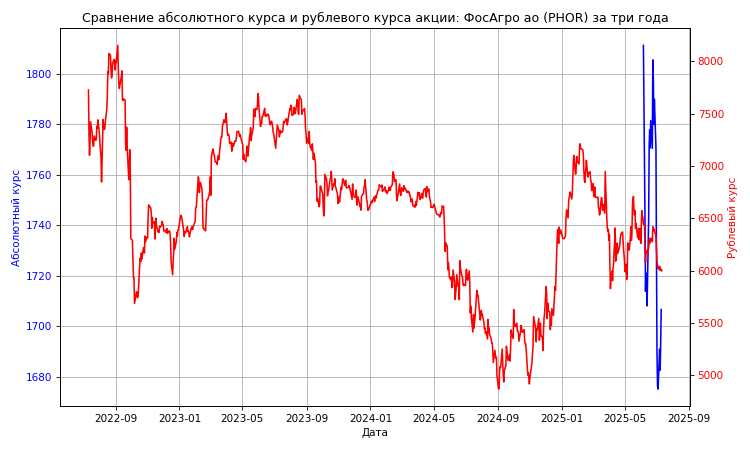 Сравнение абсолютного курса и рублевого курса акции: ФосАгро ао (PHOR) за три года
Абсолютный курс
1800
1780
1760
1740
1720
1700
1680
8000
7500
7000
6500
6000
5500
5000
Рублевый курс
2022-09 2023-01 2023-05 2023-09 2024-01 2024-05 2024-09 2025-01 2025-05 2025-09
Дата